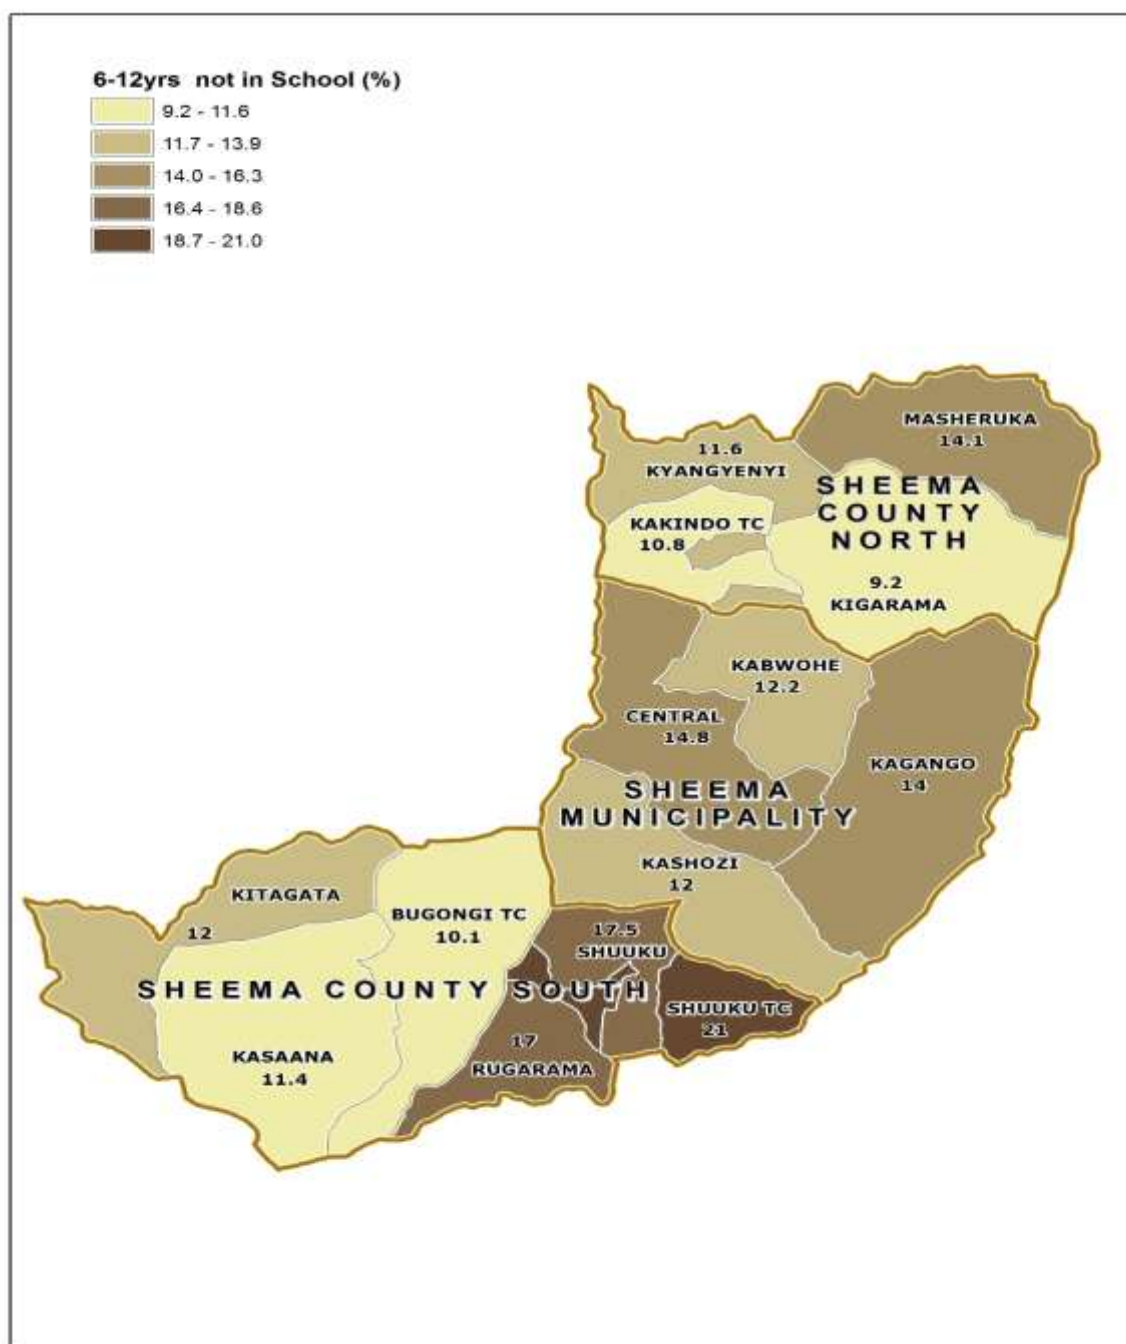 6-12yrs not in School (%)
9.2 - 11.6
11.7 - 13.9
14.0 - 16.3
16.4 - 18.6
18.7 - 21.0
MASHERUKA
14.1
11.6
KYANGYENYI
SHEEMA
COUNTY
NORTH
KAKINDO TC
10.8
9.2
KIGARAMA
KABWOHE
12.2
CENTRAL
14.8
KAGANGO
14
SHEEMA
MUNICIPALITY
KASHOZI
12
KITAGATA
12
BUGONGI TC
10.1
17.5
SHUUKU
SHEEMA COUNTY SOUTH
SHUUKU TC
21
KASAANA
11.4
17
RUGARAMA